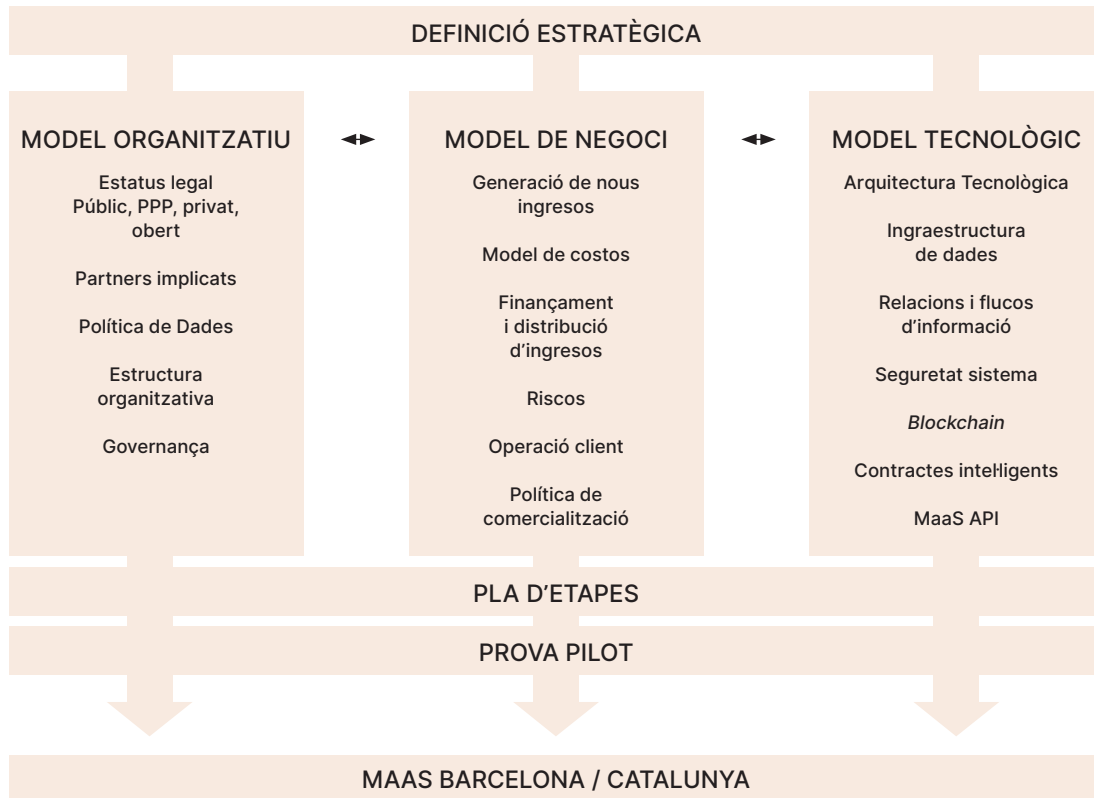 DEFINICIÓ ESTRATÈGICA
MODEL ORGANITZATIU
Estatus legal
Públic, PPP, privat,
obert
Partners implicats
Política de Dades
Estructura
organitzativa
Governança
MODEL DE NEGOCI
Generació de nous
ingresos
Model de costos
Finançament
i distribució
d’ingresos
Riscos
Operació client
Política de
comercialització
MODEL TECNOLÒGIC
Arquitectura Tecnològica
Ingraestructura
de dades
Relacions i flucos
d’informació
Seguretat sistema
Blockchain
Contractes intel·ligents
MaaS API
PLA D’ETAPES
PROVA PILOT
MAAS BARCELONA / CATALUNYA